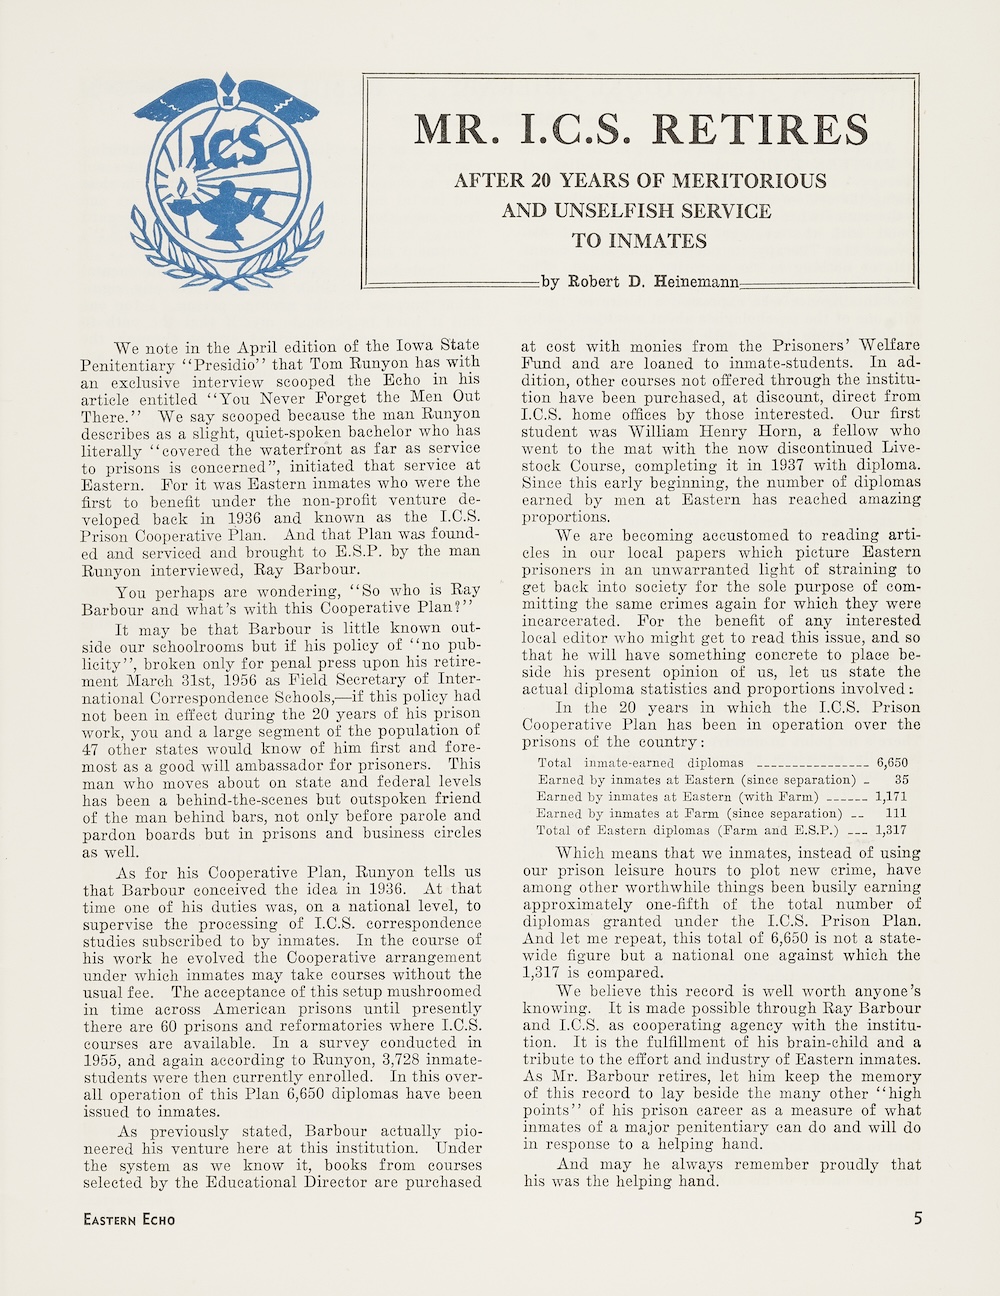 ICS
MR. I.C.S. RETIRES
AFTER 20 YEARS OF MERITORIOUS
AND UNSELFISH SERVICE
TO INMATES
by Robert D. Heinemann
We note in the April edition of the Iowa State
Penitentiary ‘‘Presidio’’ that Tom Runyon has with
an exclusive interview scooped the Echo in his
article entitled ‘‘You Never Forget the Men Out
There.’’ We say scooped because the man Runyon
describes as a slight, quiet-spoken bachelor who has
literally ‘‘covered the waterfront as far as service
to prisons is concerned”, initiated that service at
Eastern. For it was Eastern inmates who were the
first to benefit under the non-profit venture de-
veloped back in 1936 and known as the I.C.S.
Prison Cooperative Plan. And that Plan was found-
ed and serviced and brought to E.S.P. by the man
Runyon interviewed, Ray Barbour.
You perhaps are wondering, ‘‘So who is Ray
Barbour and what’s with this Cooperative Plan?’’
It may be that Barbour is little known out-
side our schoolrooms but if his policy of ‘‘no pub-
licity’’, broken only for penal press upon his retire-
ment March 31st, 1956 as Field Secretary of Inter-
national Correspondence Schools,—if this policy had
not been in effect during the 20 years of his prison
work, you and a large segment of the population of
47 other states would know of him first and fore-
most as a good will ambassador for prisoners. This
man who moves about on state and federal levels
has been a behind-the-scenes but outspoken friend
of the man behind bars, not only before parole and
pardon boards but in prisons and business circles
as well.
As for his Cooperative Plan, Runyon tells us
that Barbour conceived the idea in 1936. At that
time one of his duties was, on a national level, to
supervise the processing of I.C.S. correspondence
studies subscribed to by inmates. In the course of
his work he evolved the Cooperative arrangement
under which inmates may take courses without the
usual fee. The acceptance of this setup mushroomed
in time across American prisons until presently
there are 60 prisons and reformatories where I.C.S.
courses are available. In a survey conducted in
1955, and again according to Runyon, 3,728 inmate-
students were then currently enrolled. In this over-
all operation of this Plan 6,650 diplomas have been
issued to inmates.
As previously stated, Barbour actually pio-
neered his venture here at this institution. Under
the system as we know it, books from courses
selected by the Educational Director are purchased
at cost with monies from the Prisoners’ Welfare
Fund and are loaned to inmate-students. In ad-
dition, other courses not offered through the institu-
tion have been purchased, at discount, direct from
I.C.S. home offices by those interested. Our first
student was William Henry Horn, a fellow who
went to the mat with the now discontinued Live-
stock Course, completing it in 1937 with diploma.
Since this early beginning, the number of diplomas
earned by men at Eastern has reached amazing
proportions.
We are becoming accustomed to reading arti-
cles in our local papers which picture Eastern
prisoners in an unwarranted light of straining to
get back into society for the sole purpose of com-
mitting the same crimes again for which they were
incarcerated. For the benefit of any interested
local editor who might get to read this issue, and so
that he will have something concrete to place be-
side his present opinion of us, let us state the
actual diploma statistics and proportions involved:
In the 20 years in which the I.C.S. Prison
Cooperative Plan has been in operation over the
prisons of the country:
Total inmate-earned diplomas ---------------- 6,650
Earned by inmates at Eastern (since separation) - 35
Earned by inmates at Eastern (with Farm) ------ 1,171
Earned by inmates at Farm (since separation) -- 111
Total of Eastern diplomas (Farm and E.S.P.) --- 1,317
Which means that we inmates, instead of using
our prison leisure hours to plot new crime, have
among other worthwhile things been busily earning
approximately one-fifth of the total number of
diplomas granted under the I.C.S. Prison Plan.
And let me repeat, this total of 6,650 is not a state-
wide figure but a national one against which the
1,317 is compared.
We believe this record is well worth anyone’s
knowing. It is made possible through Ray Barbour
and I.C.S. as cooperating agency with the institu-
tion. It is the fulfillment of his brain-child and a
tribute to the effort and industry of Eastern inmates.
As Mr. Barbour retires, let him keep the memory
of this record to lay beside the many other ‘‘high
points’’ of his prison career as a measure of what
inmates of a major penitentiary can do and will do
in response to a helping hand.
And may he always remember proudly that
his was the helping hand.
EASTERN ECHO
5